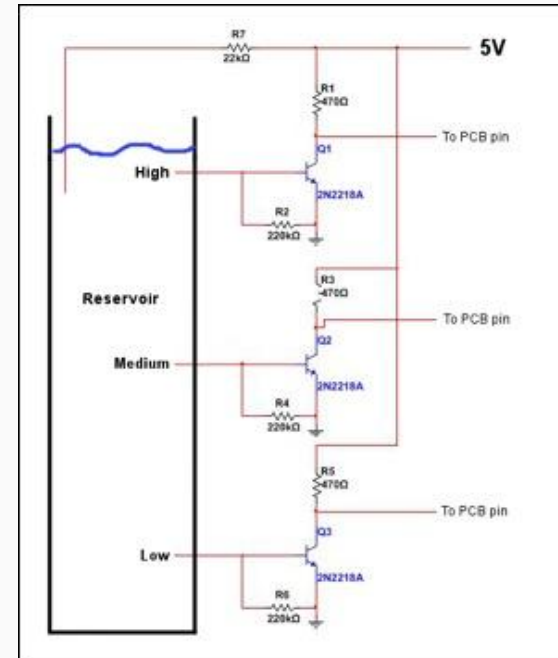 R7
22kΩ
5V
R1
470Ω
To PCB pin
Q1
High
2N2218A
R2
220kΩ
R3
470Ω
Reservoir
To PCB pin
Q2
Medium
2N2218A
R4
220kΩ
R5
470Ω
To PCB pin
Q3
Low
2N2218A
R6
220kΩ